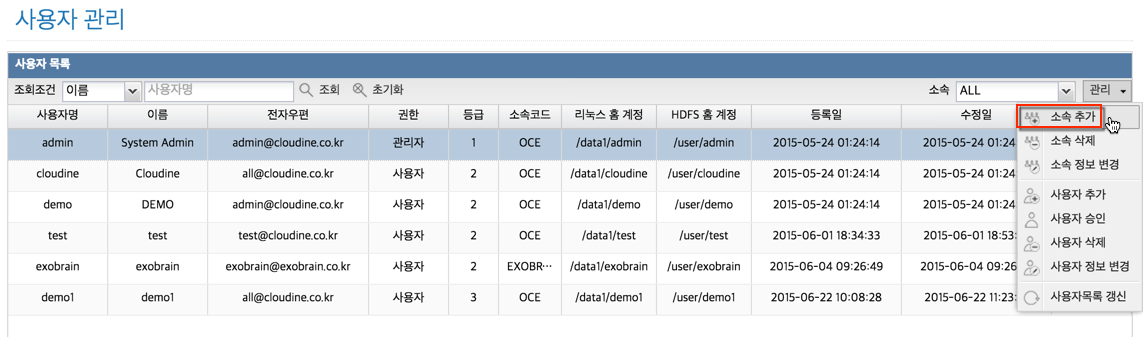 사용자 관리
사용자 목록
조회조건 이름 사용자명 조회 초기화 소속 ALL 관리
사용자명 이름 전자우편 권한 등급 소속코드 리눅스 홈 계정 HDFS 홈 계정 등록일 수정일
admin System Admin admin@cloudine.co.kr 관리자 1 OCE /data1/admin /user/admin 2015-05-24 01:24:14 2015-05-24 01:2
cloudine Cloudine all@cloudine.co.kr 사용자 2 OCE /data1/cloudine /user/cloudine 2015-05-24 01:24:14 2015-05-24 01:2
demo DEMO admin@cloudine.co.kr 사용자 2 OCE /data1/demo /user/demo 2015-05-24 01:24:14 2015-05-24 01:2
test test test@cloudine.co.kr 사용자 2 OCE /data1/test /user/test 2015-06-01 18:34:33 2015-06-01 18:53:
exobrain exobrain exobrain@exobrain.co.kr 사용자 2 EXOBR··· /data1/exobrain /user/exobrain 2015-06-04 09:26:49 2015-06-04 09:26
demo1 demo1 all@cloudine.co.kr 사용자 3 OCE /data1/demo1 /user/demo1 2015-06-22 10:08:28 2015-06-22 11:23:
소속 추가
소속 삭제
소속 정보 변경
사용자 추가
사용자 승인
사용자 삭제
사용자 정보 변경
사용자목록 갱신